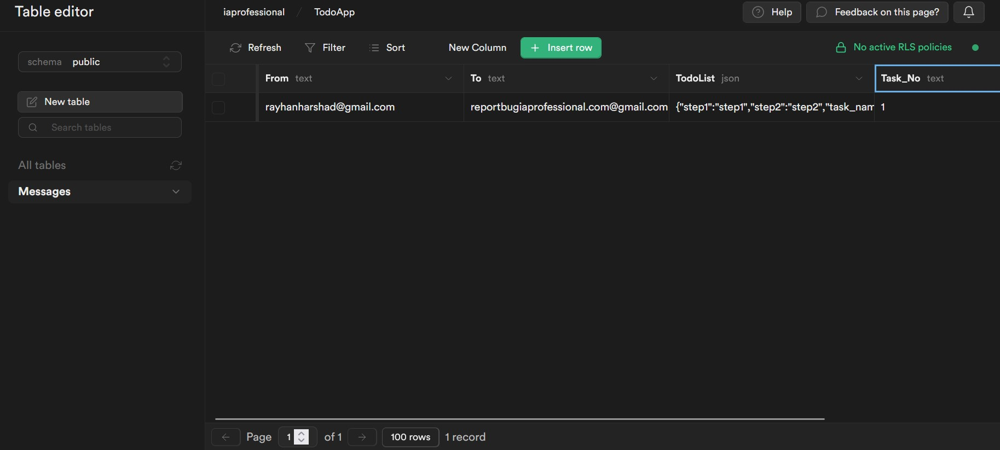 Table editor
iaprofessional / TodoApp
Help
Feedback on this page?
schema public
New table
Search tables
All tables
Messages
Refresh
Filter
Sort
New Column
+ Insert row
No active RLS policies
From text
To text
TodoList json
Task_No text
rayhanharshad@gmail.com
reportbugiaprofessional.com@gmail.com
{"step1":"step1","step2":"step2","task_nam
1
Page 1 of 1
100 rows
1 record